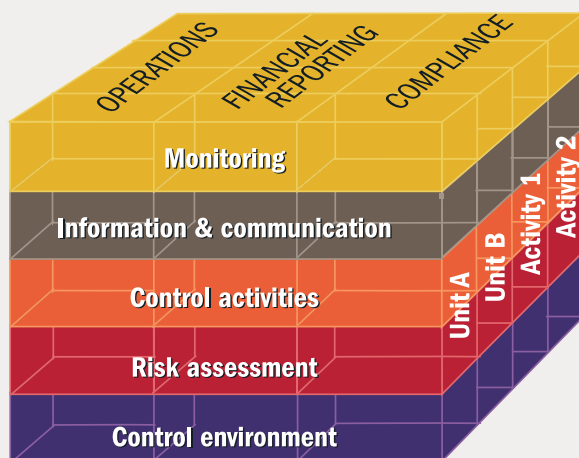 OPERATIONS
FINANCIAL
REPORTING
COMPLIANCE
Monitoring
Information & communication
Control activities
Risk assessment
Control environment
Unit A
Unit B
Activity 1
Activity 2